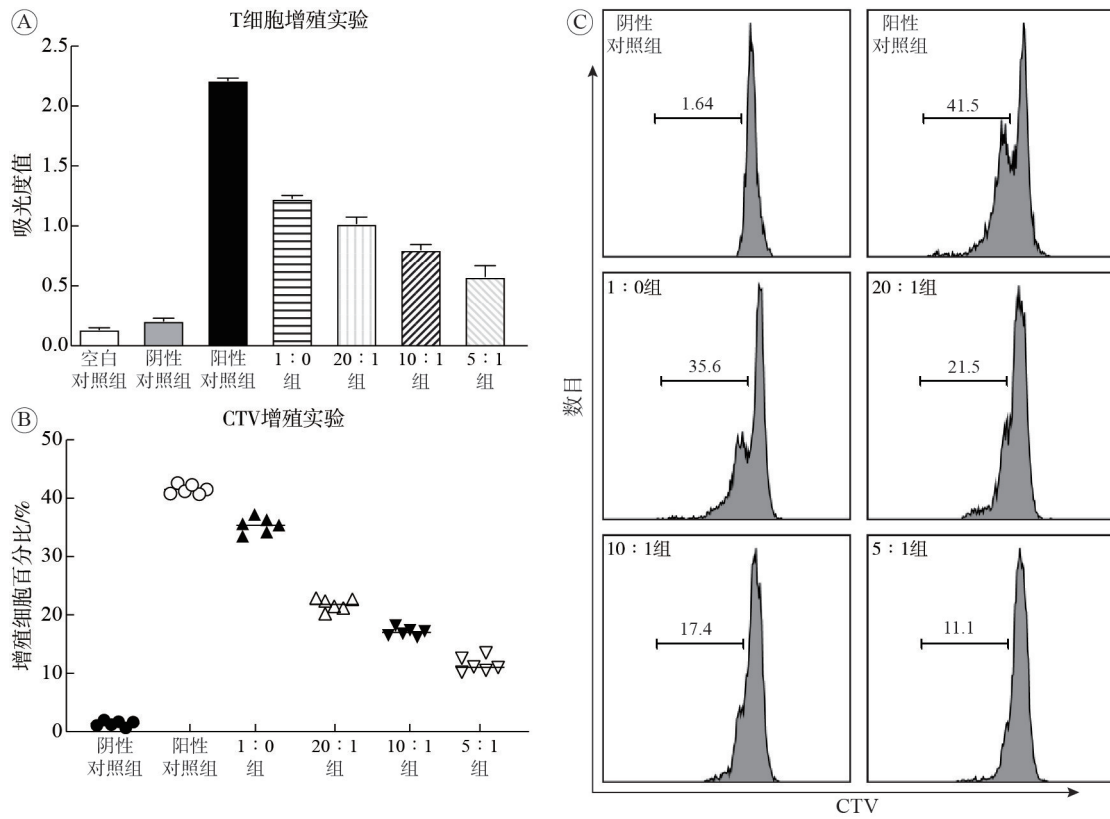 A
T细胞增殖实验
吸光度值
2.5
2.0
1.5
1.0
0.5
0.0
空白
对照组
阴性
对照组
阳性
对照组
1∶0
组
20∶1
组
10∶1
组
5∶1
组
B
CTV增殖实验
增殖细胞百分比/%
50
40
30
20
10
0
阴性
对照组
阳性
对照组
1∶0
组
20∶1
组
10∶1
组
5∶1
组
C
阴性
对照组
1.64
阳性
对照组
41.5
1∶0组
35.6
20∶1组
21.5
10∶1组
17.4
5∶1组
11.1
数目
CTV